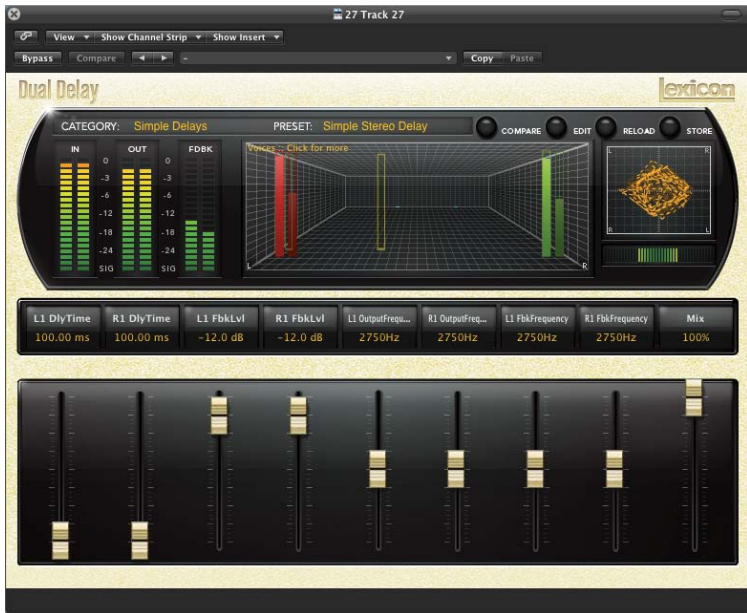 27 Track 27
View Show Channel Strip Show Insert
Bypass Compare - Copy Paste
Dual Delay
lexicon
CATEGORY: Simple Delays PRESET: Simple Stereo Delay COMPARE EDIT RELOAD STORE
IN OUT FDBK
Voices :: Click for more
0 0
-3 -3
-6 -6
-12 -12
-18 -18
-24 -24
SIG SIG
L R
L R
R L
L1 DlyTime R1 DlyTime L1 FbkLvl R1 FbkLvl L1 OutputFrequ... R1 OutputFreq... L1 FbkFrequency R1 FbkFrequency Mix
100.00 ms 100.00 ms -12.0 dB -12.0 dB 2750Hz 2750Hz 2750Hz 2750Hz 100%